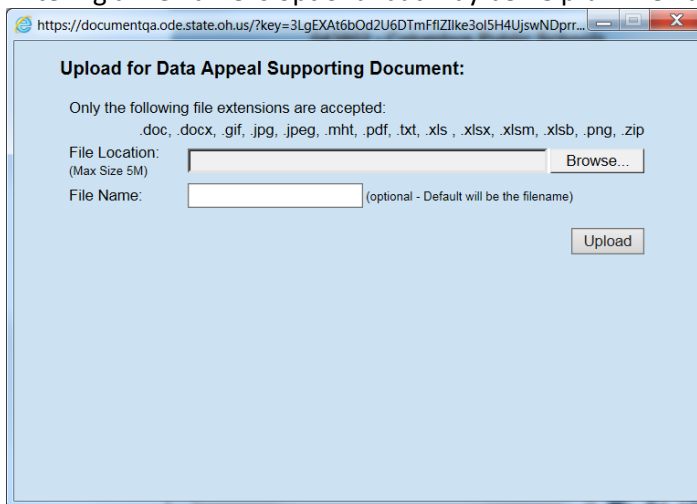 https://documentqa.ode.state.oh.us/?key=3LgEXAt6bOd2U6DTmFflZIlke3ol5H4UjswNDprr...
Upload for Data Appeal Supporting Document:
Only the following file extensions are accepted:
.doc, .docx, .gif, .jpg, .jpeg, .mht, .pdf, .txt, .xls , .xlsx, .xlsm, .xlsb, .png, .zip
File Location:
Browse...
(Max Size 5M)
File Name:
(optional - Default will be the filename)
Upload